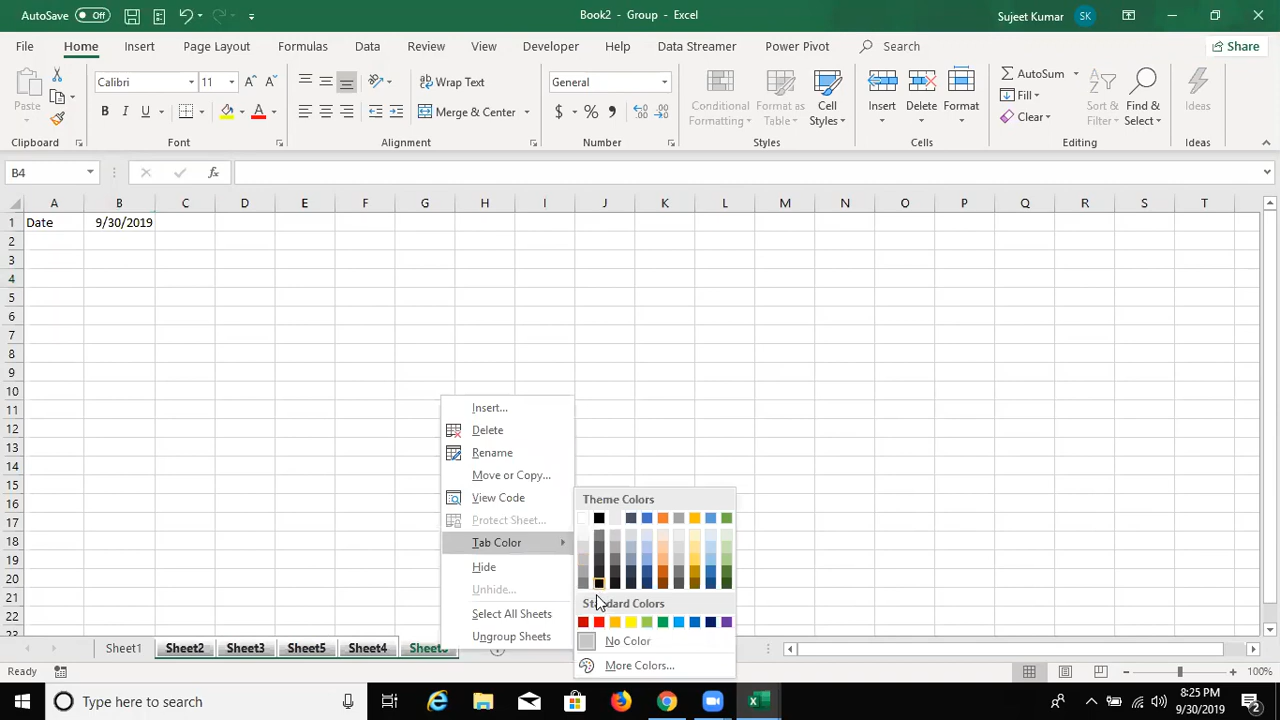 AutoSave Off Book2 - Group - Excel Sujeet Kumar SK
File Home Insert Page Layout Formulas Data Review View Developer Help Data Streamer Power Pivot Search Share
Calibri 11 Wrap Text General AutoSum
Paste B I U A Merge & Center $ % , Conditional Formatting Format as Table Cell Styles Insert Delete Format Fill Clear Sort & Filter Find & Select Ideas
Clipboard Font Alignment Number Styles Cells Editing Ideas
B4 fx
A B C D E F G H I J K L M N O P Q R S T
1 Date 9/30/2019
2
3
4
5
6
7
8
9
10
11
12
13
14
15
16
17
18
19
20
21
22
Insert...
Delete
Rename
Move or Copy...
View Code
Protect Sheet...
Tab Color
Hide
Unhide...
Select All Sheets
Ungroup Sheets
Theme Colors
Standard Colors
No Color
More Colors...
Sheet1 Sheet2 Sheet3 Sheet5 Sheet4
Ready 100%
Type here to search 8:25 PM
9/30/2019 2